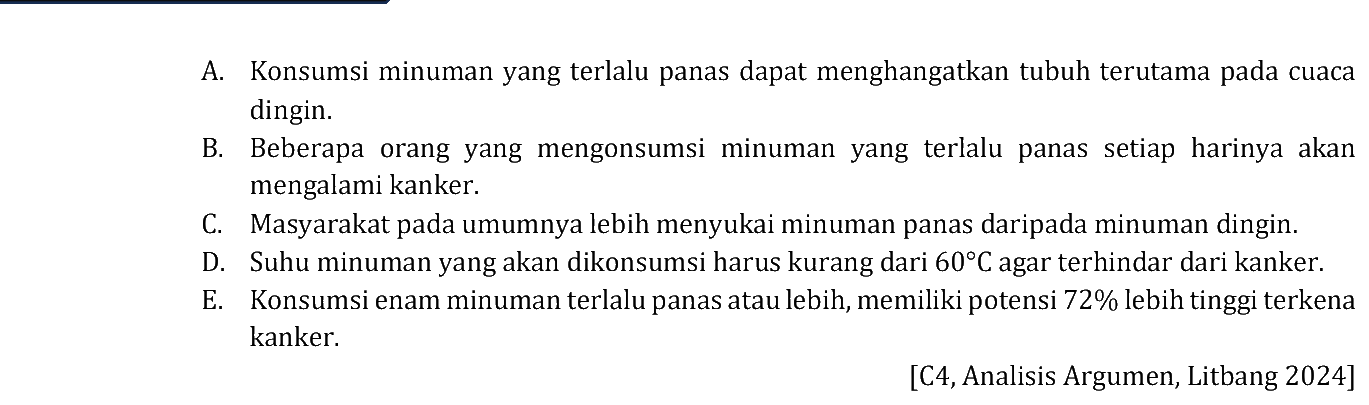 A. Konsumsi minuman yang terlalu panas dapat menghangatkan tubuh terutama pada cuaca
dingin.
B. Beberapa orang yang mengonsumsi minuman yang terlalu panas setiap harinya akan
mengalami kanker.
C. Masyarakat pada umumnya lebih menyukai minuman panas daripada minuman dingin.
D. Suhu minuman yang akan dikonsumsi harus kurang dari 60°C agar terhindar dari kanker.
E. Konsumsi enam minuman terlalu panas atau lebih, memiliki potensi 72% lebih tinggi terkena
kanker.
[C4, Analisis Argumen, Litbang 2024]